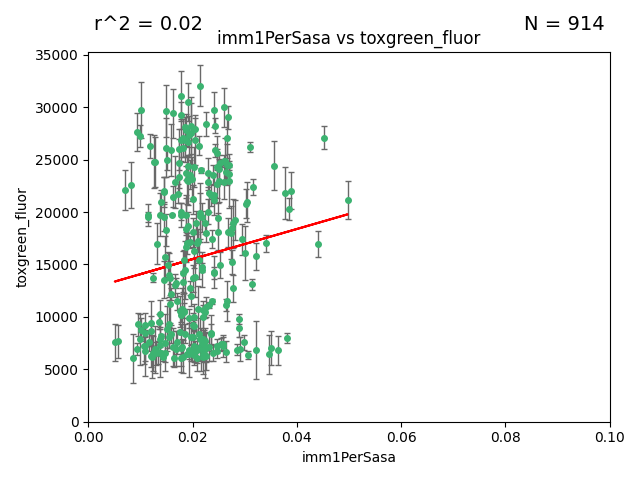 r^2 = 0.02
N = 914
imm1PerSasa vs toxgreen_fluor
35000
30000
25000
20000
15000
10000
5000
0
toxgreen_fluor
0.00
0.02
0.04
0.06
0.08
0.10
imm1PerSasa